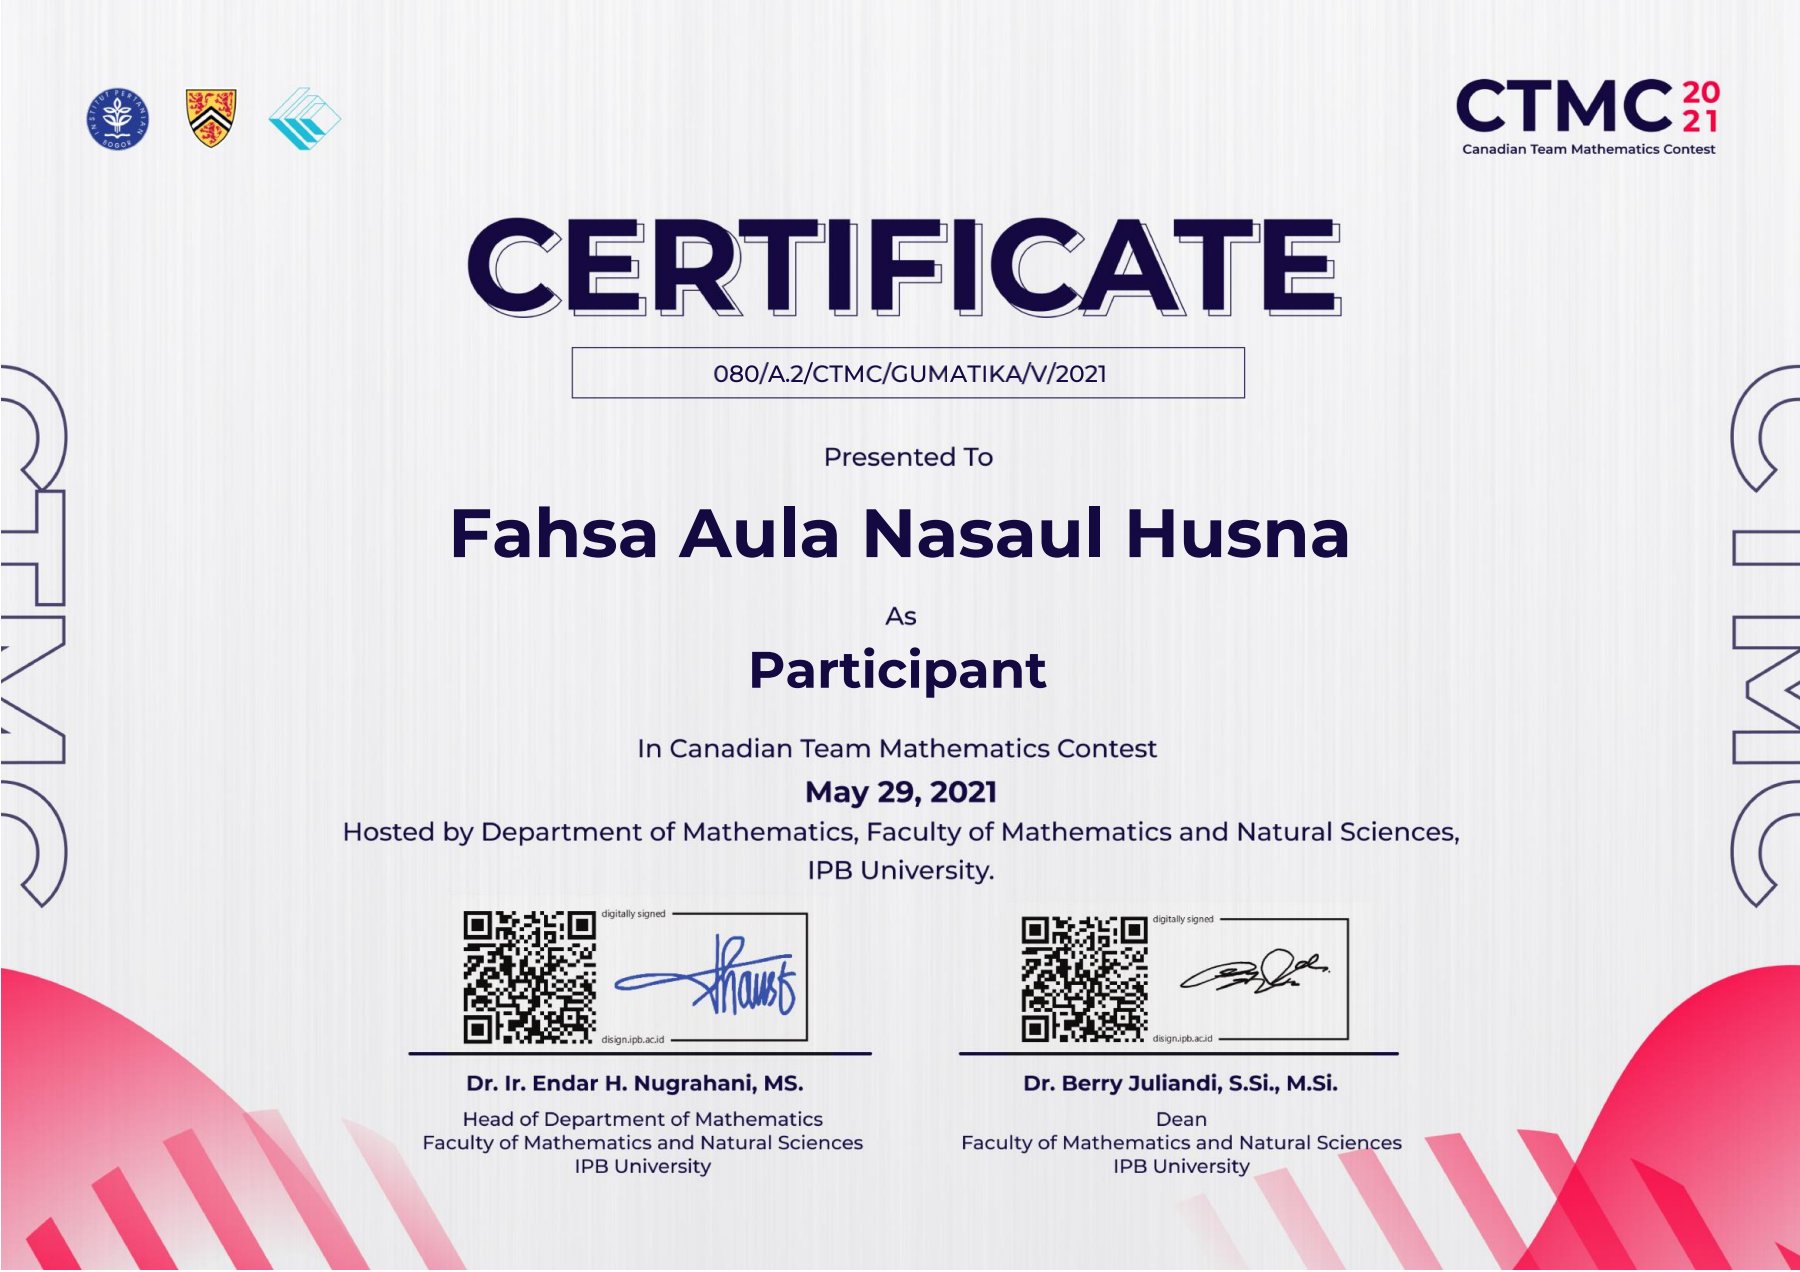 INSTITUT PERTANIAN
BOGOR
CTMC 20
21
Canadian Team Mathematics Contest
CERTIFICATE
080/A.2/CTMC/GUMATIKA/V/2021
Presented To
Fahsa Aula Nasaul Husna
As
Participant
In Canadian Team Mathematics Contest
May 29, 2021
Hosted by Department of Mathematics, Faculty of Mathematics and Natural Sciences,
IPB University.
CTMC
CTMC
digitally signed
disign.ipb.ac.id
Dr. Ir. Endar H. Nugrahani, MS.
Head of Department of Mathematics
Faculty of Mathematics and Natural Sciences
IPB University
digitally signed
disign.ipb.ac.id
Dr. Berry Juliandi, S.Si., M.Si.
Dean
Faculty of Mathematics and Natural Sciences
IPB University